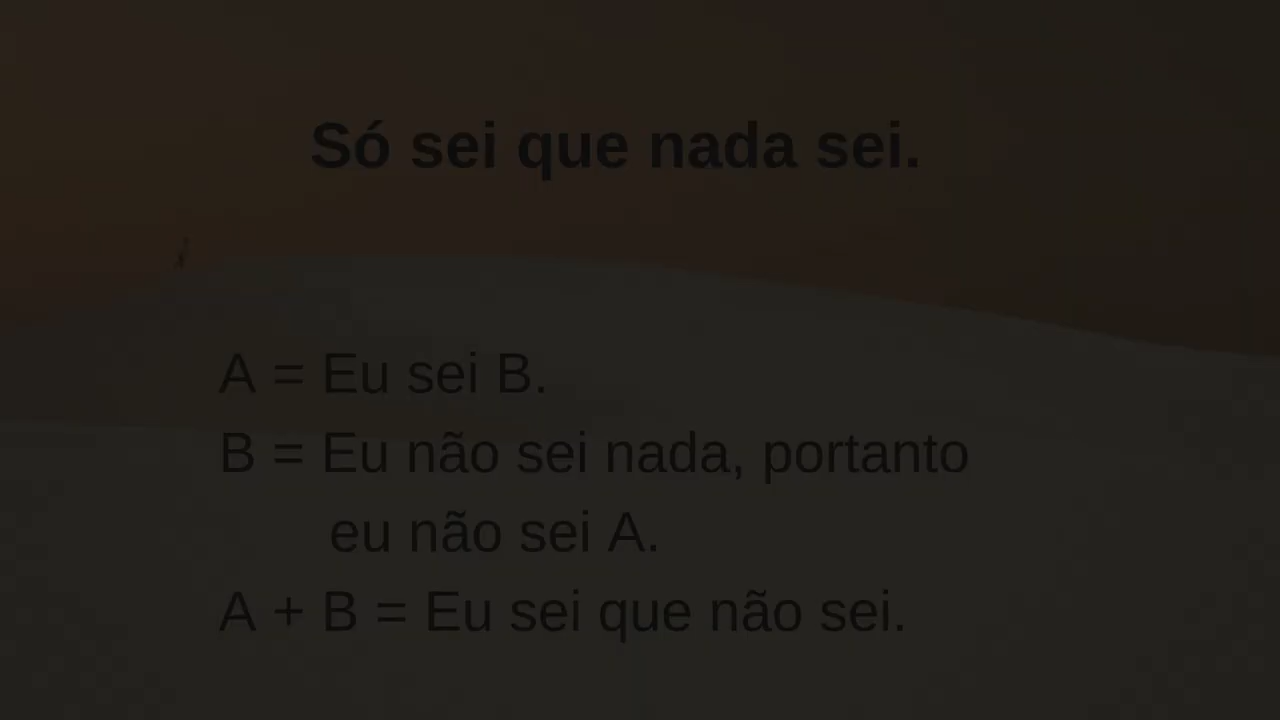 Só sei que nada sei.
A = Eu sei B.
B = Eu não sei nada, portanto
eu não sei A.
A + B = Eu sei que não sei.